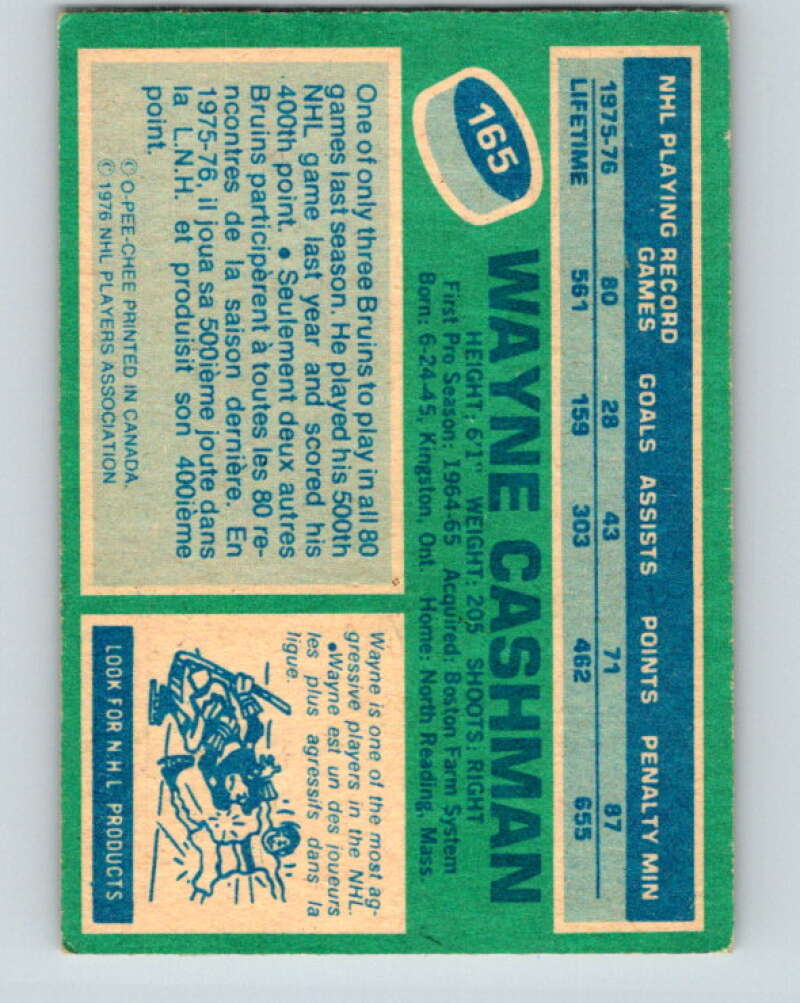 NHL PLAYING RECORD
GAMES GOALS ASSISTS POINTS PENALTY MIN
1975-76 80 28 43 71 87
LIFETIME 561 159 303 462 655
165
WAYNE CASHMAN
HEIGHT: 6'1" WEIGHT: 205 SHOOTS: RIGHT
First Pro Season: 1964-65 Acquired: Boston Farm System
Born: 6-24-45, Kingston, Ont. Home: North Reading, Mass.
One of only three Bruins to play in all 80
games last season. He played his 500th
NHL game last year and scored his
400th point. • Seulement deux autres
Bruins participèrent à toutes les 80 re-
ncontres de la saison dernière. En
1975-76, il joua sa 500ième joute dans
la L.N.H. et produisit son 400ième
point.
© O-PEE-CHEE PRINTED IN CANADA.
© 1976 NHL PLAYERS ASSOCIATION
Wayne is one of the most ag-
gressive players in the NHL.
•Wayne est un des joueurs
les plus agressifs dans la
ligue.
LOOK FOR N.H.L PRODUCTS